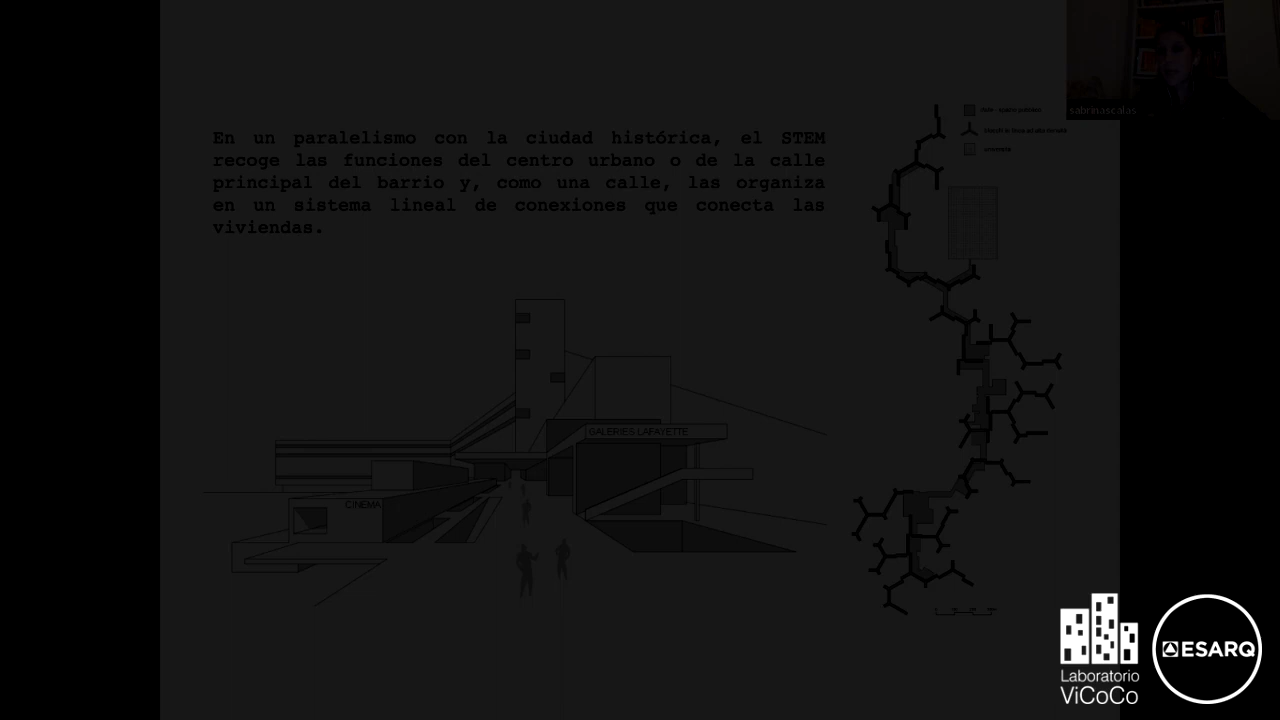 sabrinascalas
En un paralelismo con la ciudad histórica, el STEM
recoge las funciones del centro urbano o de la calle
principal del barrio y, como una calle, las organiza
en un sistema lineal de conexiones que conecta las
viviendas.
GALERIES LAFAYETTE
CINEMA
Laboratorio
ViCoCo
ESARQ